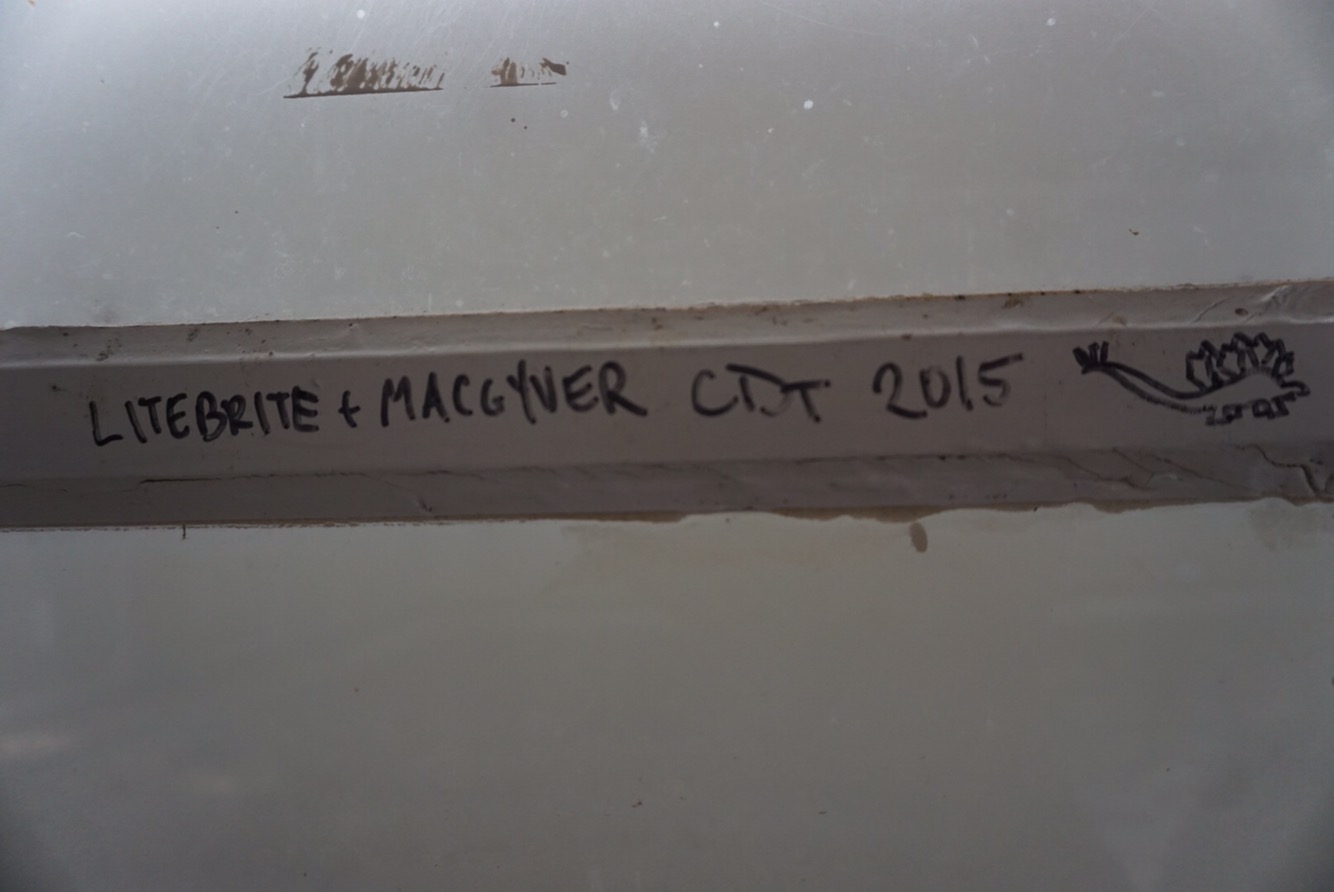 LITEBRITE + MACGYVER CDT 2015